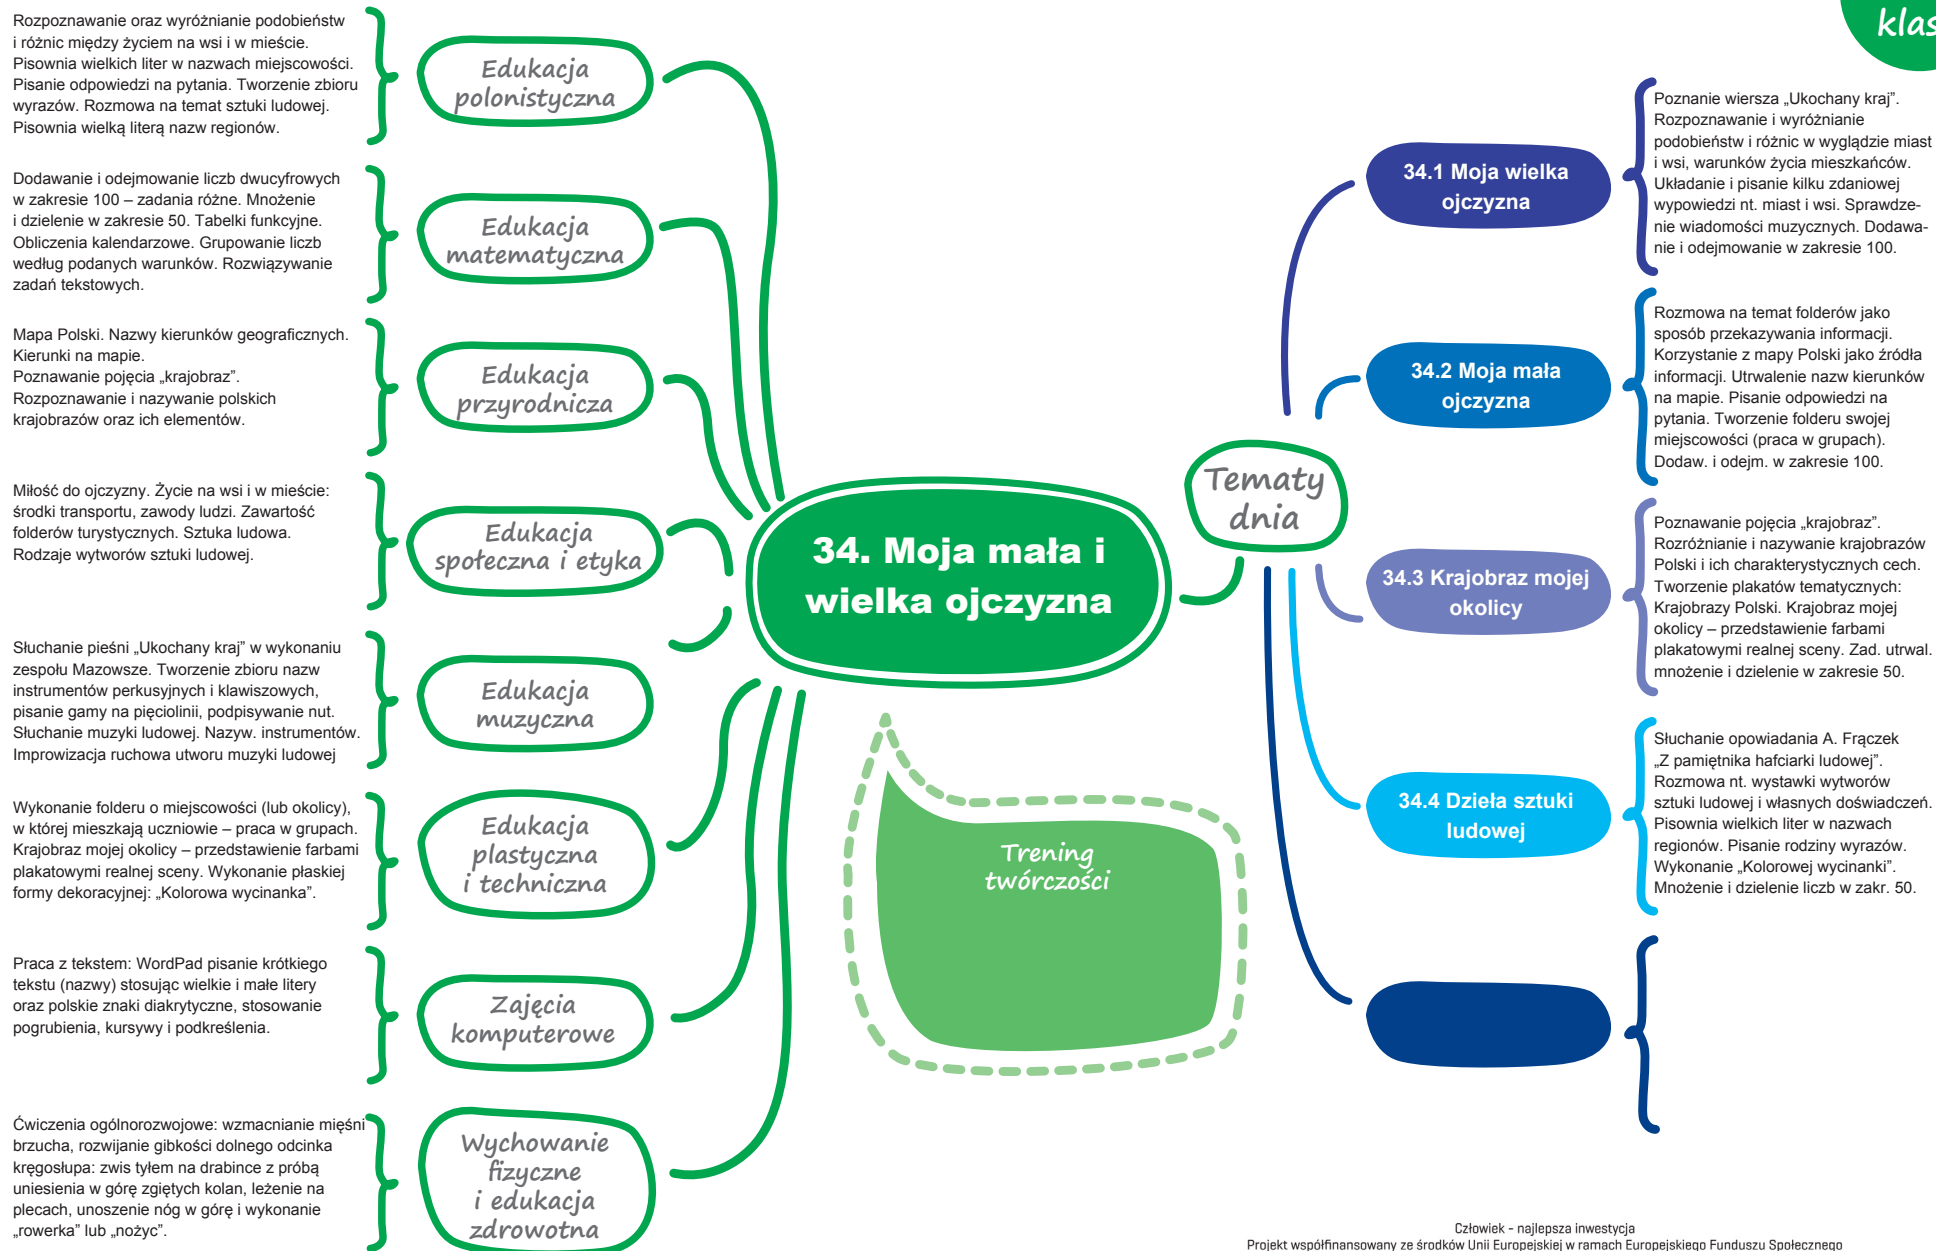 Rozpoznawanie oraz wyróżnianie podobieństw
i różnic między życiem na wsi i w mieście.
Pisownia wielkich liter w nazwach miejscowości.
Pisanie odpowiedzi na pytania. Tworzenie zbioru
wyrazów. Rozmowa na temat sztuki ludowej.
Pisownia wielką literą nazw regionów.
Edukacja
polonistyczna
Dodawanie i odejmowanie liczb dwucyfrowych
w zakresie 100 – zadania różne. Mnożenie
i dzielenie w zakresie 50. Tabelki funkcyjne.
Obliczenia kalendarzowe. Grupowanie liczb
według podanych warunków. Rozwiązywanie
zadań tekstowych.
Edukacja
matematyczna
Mapa Polski. Nazwy kierunków geograficznych.
Kierunki na mapie.
Poznawanie pojęcia „krajobraz”.
Rozpoznawanie i nazywanie polskich
krajobrazów oraz ich elementów.
Edukacja
przyrodnicza
Miłość do ojczyzny. Życie na wsi i w mieście:
środki transportu, zawody ludzi. Zawartość
folderów turystycznych. Sztuka ludowa.
Rodzaje wytworów sztuki ludowej.
Edukacja
społeczna i etyka
Słuchanie pieśni „Ukochany kraj” w wykonaniu
zespołu Mazowsze. Tworzenie zbioru nazw
instrumentów perkusyjnych i klawiszowych,
pisanie gamy na pięciolinii, podpisywanie nut.
Słuchanie muzyki ludowej. Nazyw. instrumentów.
Improwizacja ruchowa utworu muzyki ludowej
Edukacja
muzyczna
Wykonanie folderu o miejscowości (lub okolicy),
w której mieszkają uczniowie – praca w grupach.
Krajobraz mojej okolicy – przedstawienie farbami
plakatowymi realnej sceny. Wykonanie płaskiej
formy dekoracyjnej: „Kolorowa wycinanka”.
Edukacja
plastyczna
i techniczna
Praca z tekstem: WordPad pisanie krótkiego
tekstu (nazwy) stosując wielkie i małe litery
oraz polskie znaki diakrytyczne, stosowanie
pogrubienia, kursywy i podkreślenia.
Zajęcia
komputerowe
Ćwiczenia ogólnorozwojowe: wzmacnianie mięśni
brzucha, rozwijanie gibkości dolnego odcinka
kręgosłupa: zwis tyłem na drabince z próbą
uniesienia w górę zgiętych kolan, leżenie na
plecach, unoszenie nóg w górę i wykonanie
„rowerka” lub „nożyc”.
Wychowanie
fizyczne
i edukacja
zdrowotna
34. Moja mała i
wielka ojczyzna
Trening
twórczości
Tematy
dnia
klas
34.1 Moja wielka
ojczyzna
Poznanie wiersza „Ukochany kraj”.
Rozpoznawanie i wyróżnianie
podobieństw i różnic w wyglądzie miast
i wsi, warunków życia mieszkańców.
Układanie i pisanie kilku zdaniowej
wypowiedzi nt. miast i wsi. Sprawdze-
nie wiadomości muzycznych. Dodawa-
nie i odejmowanie w zakresie 100.
34.2 Moja mała
ojczyzna
Rozmowa na temat folderów jako
sposób przekazywania informacji.
Korzystanie z mapy Polski jako źródła
informacji. Utrwalenie nazw kierunków
na mapie. Pisanie odpowiedzi na
pytania. Tworzenie folderu swojej
miejscowości (praca w grupach).
Dodaw. i odejm. w zakresie 100.
34.3 Krajobraz mojej
okolicy
Poznawanie pojęcia „krajobraz”.
Rozróżnianie i nazywanie krajobrazów
Polski i ich charakterystycznych cech.
Tworzenie plakatów tematycznych:
Krajobrazy Polski. Krajobraz mojej
okolicy – przedstawienie farbami
plakatowymi realnej sceny. Zad. utrwal.
mnożenie i dzielenie w zakresie 50.
34.4 Dzieła sztuki
ludowej
Słuchanie opowiadania A. Frączek
„Z pamiętnika hafciarki ludowej”.
Rozmowa nt. wystawki wytworów
sztuki ludowej i własnych doświadczeń.
Pisownia wielkich liter w nazwach
regionów. Pisanie rodziny wyrazów.
Wykonanie „Kolorowej wycinanki”.
Mnożenie i dzielenie liczb w zakr. 50.
Człowiek - najlepsza inwestycja
Projekt współfinansowany ze środków Unii Europejskiej w ramach Europejskiego Funduszu Społecznego